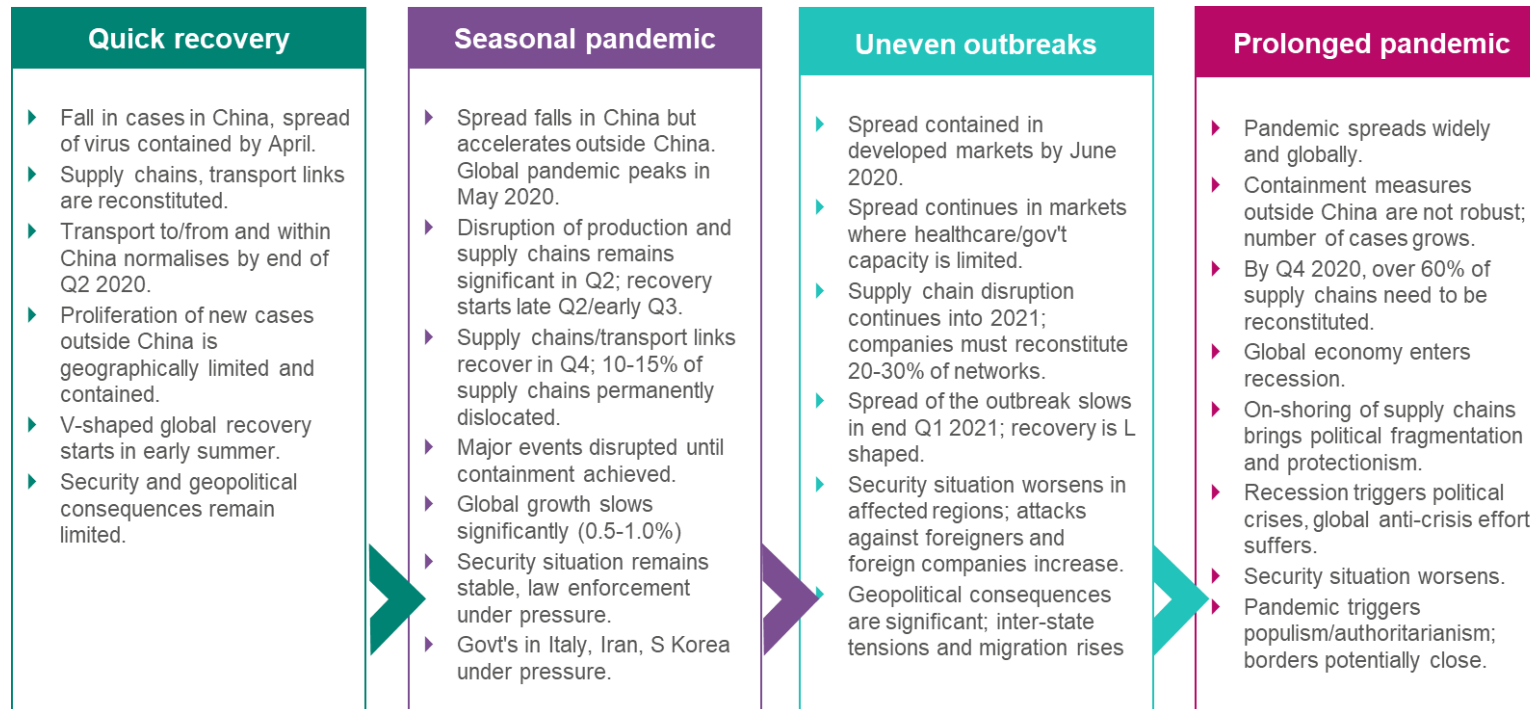 Quick recovery
Fall in cases in China, spread
of virus contained by April.
Supply chains, transport links
are reconstituted.
Transport to/from and within
China normalises by end of
Q2 2020.
Proliferation of new cases
outside China is
geographically limited and
contained.
V-shaped global recovery
starts in early summer.
Security and geopolitical
consequences remain
limited.
Seasonal pandemic
Spread falls in China but
accelerates outside China.
Global pandemic peaks in
May 2020.
Disruption of production and
supply chains remains
significant in Q2; recovery
starts late Q2/early Q3.
Supply chains/transport links
recover in Q4; 10-15% of
supply chains permanently
dislocated.
Major events disrupted until
containment achieved.
Global growth slows
significantly (0.5-1.0%)
Security situation remains
stable, law enforcement
under pressure.
Govt's in Italy, Iran, S Korea
under pressure.
Uneven outbreaks
Spread contained in
developed markets by June
2020.
Spread continues in markets
where healthcare/gov't
capacity is limited.
Supply chain disruption
continues into 2021;
companies must reconstitute
20-30% of networks.
Spread of the outbreak slows
in end Q1 2021; recovery is L
shaped.
Security situation worsens in
affected regions; attacks
against foreigners and
foreign companies increase.
Geopolitical consequences
are significant; inter-state
tensions and migration rises
Prolonged pandemic
Pandemic spreads widely
and globally.
Containment measures
outside China are not robust;
number of cases grows.
By Q4 2020, over 60% of
supply chains need to be
reconstituted.
Global economy enters
recession.
On-shoring of supply chains
brings political fragmentation
and protectionism.
Recession triggers political
crises, global anti-crisis effort
suffers.
Security situation worsens.
Pandemic triggers
populism/authoritarianism;
borders potentially close.